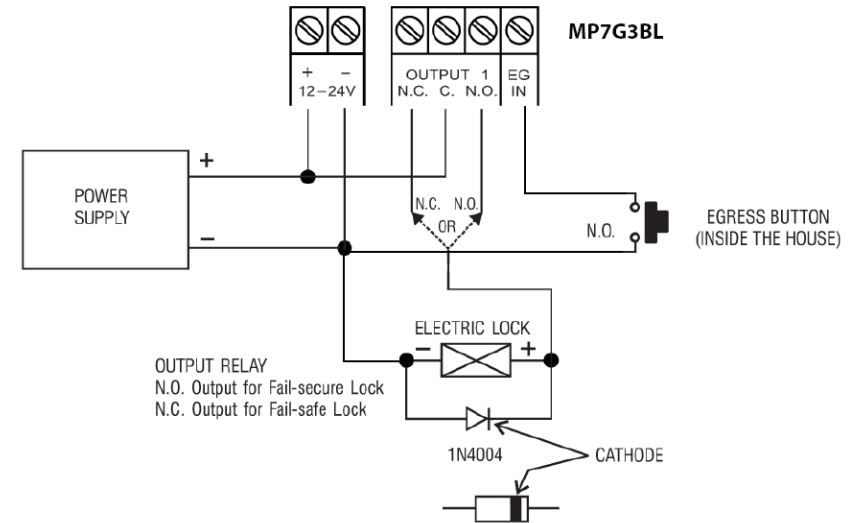 MP7G3BL
+ −
12−24V
OUTPUT 1
N.C. C. N.O.
EG
IN
POWER
SUPPLY
+
−
N.C. N.O.
OR
N.O.
EGRESS BUTTON
(INSIDE THE HOUSE)
ELECTRIC LOCK
− +
OUTPUT RELAY
N.O. Output for Fail-secure Lock
N.C. Output for Fail-safe Lock
1N4004
CATHODE